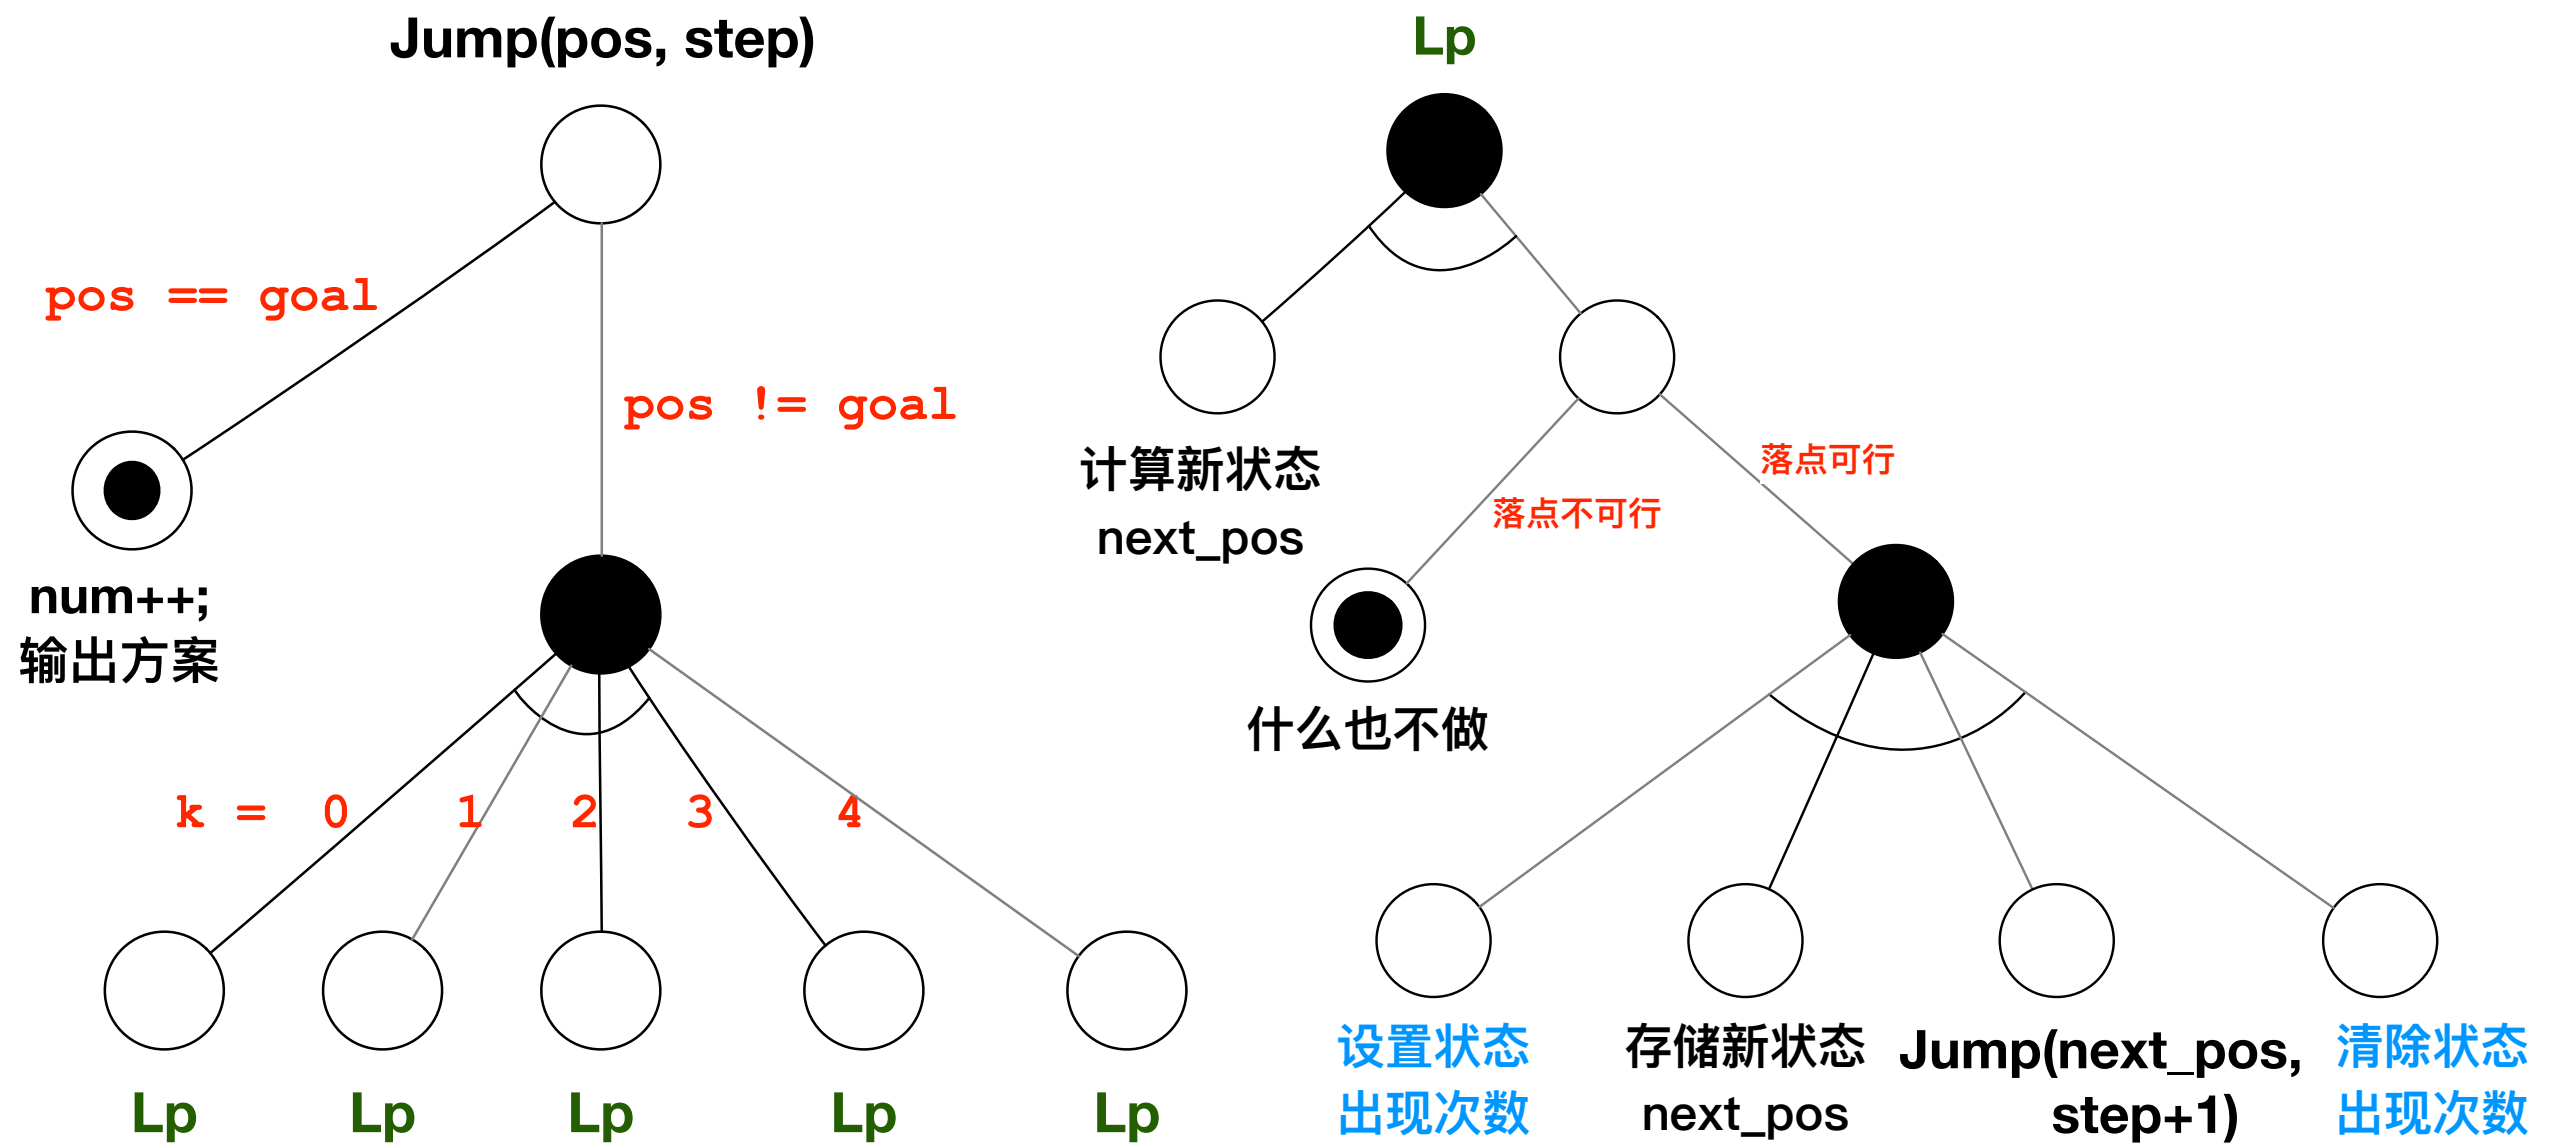 Jump(pos, step)
pos == goal
pos != goal
num++;
输出方案
k = 0 1 2 3 4
Lp Lp Lp Lp Lp
Lp
计算新状态
next_pos
落点可行
落点不可行
什么也不做
设置状态
出现次数
存储新状态
next_pos
Jump(next_pos,
step+1)
清除状态
出现次数